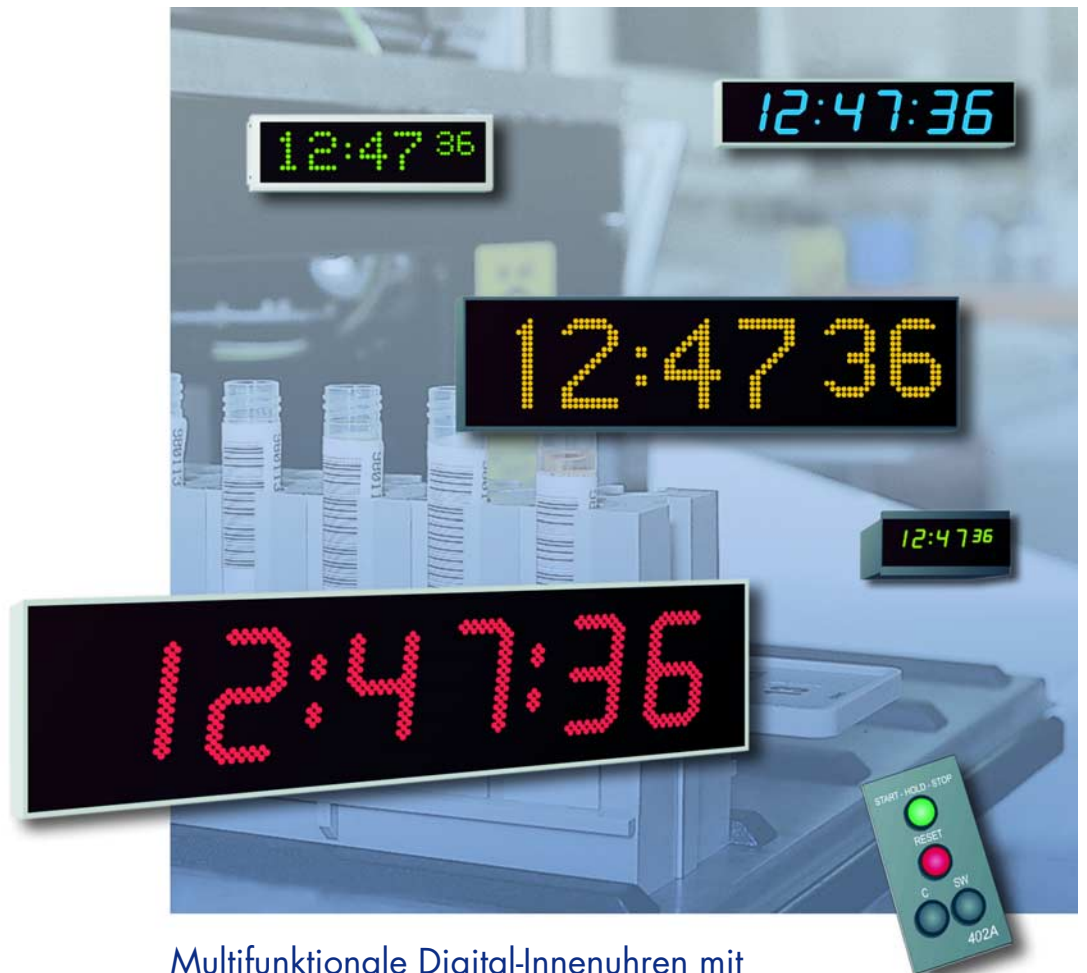 12:47 36
12:47:36
12:47 36
12:47 36
12:47:36
START - HOLD - STOP
RESET
C SW
402A
Multifunktionale Digital-Innenuhren mit